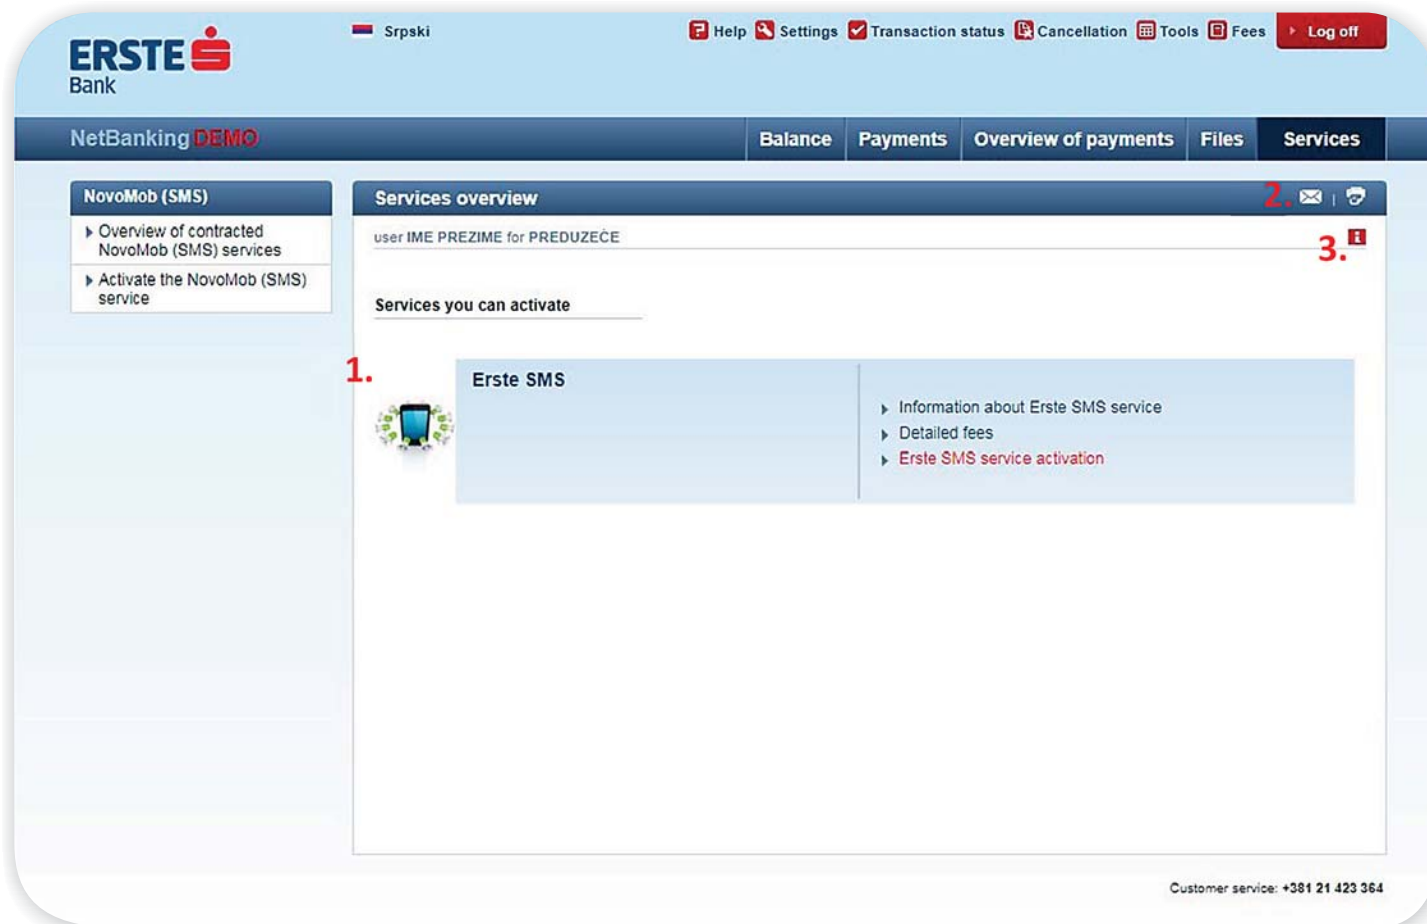 ERSTE
Bank
Srpski
Help Settings Transaction status Cancellation Tools Fees Log off
NetBanking DEMO
Balance Payments Overview of payments Files Services
NovoMob (SMS)
Overview of contracted
NovoMob (SMS) services
Activate the NovoMob (SMS)
service
Services overview
2.
user IME PREZIME for PREDUZEĆE
3.
Services you can activate
1.
Erste SMS
Information about Erste SMS service
Detailed fees
Erste SMS service activation
Customer service: +381 21 423 364